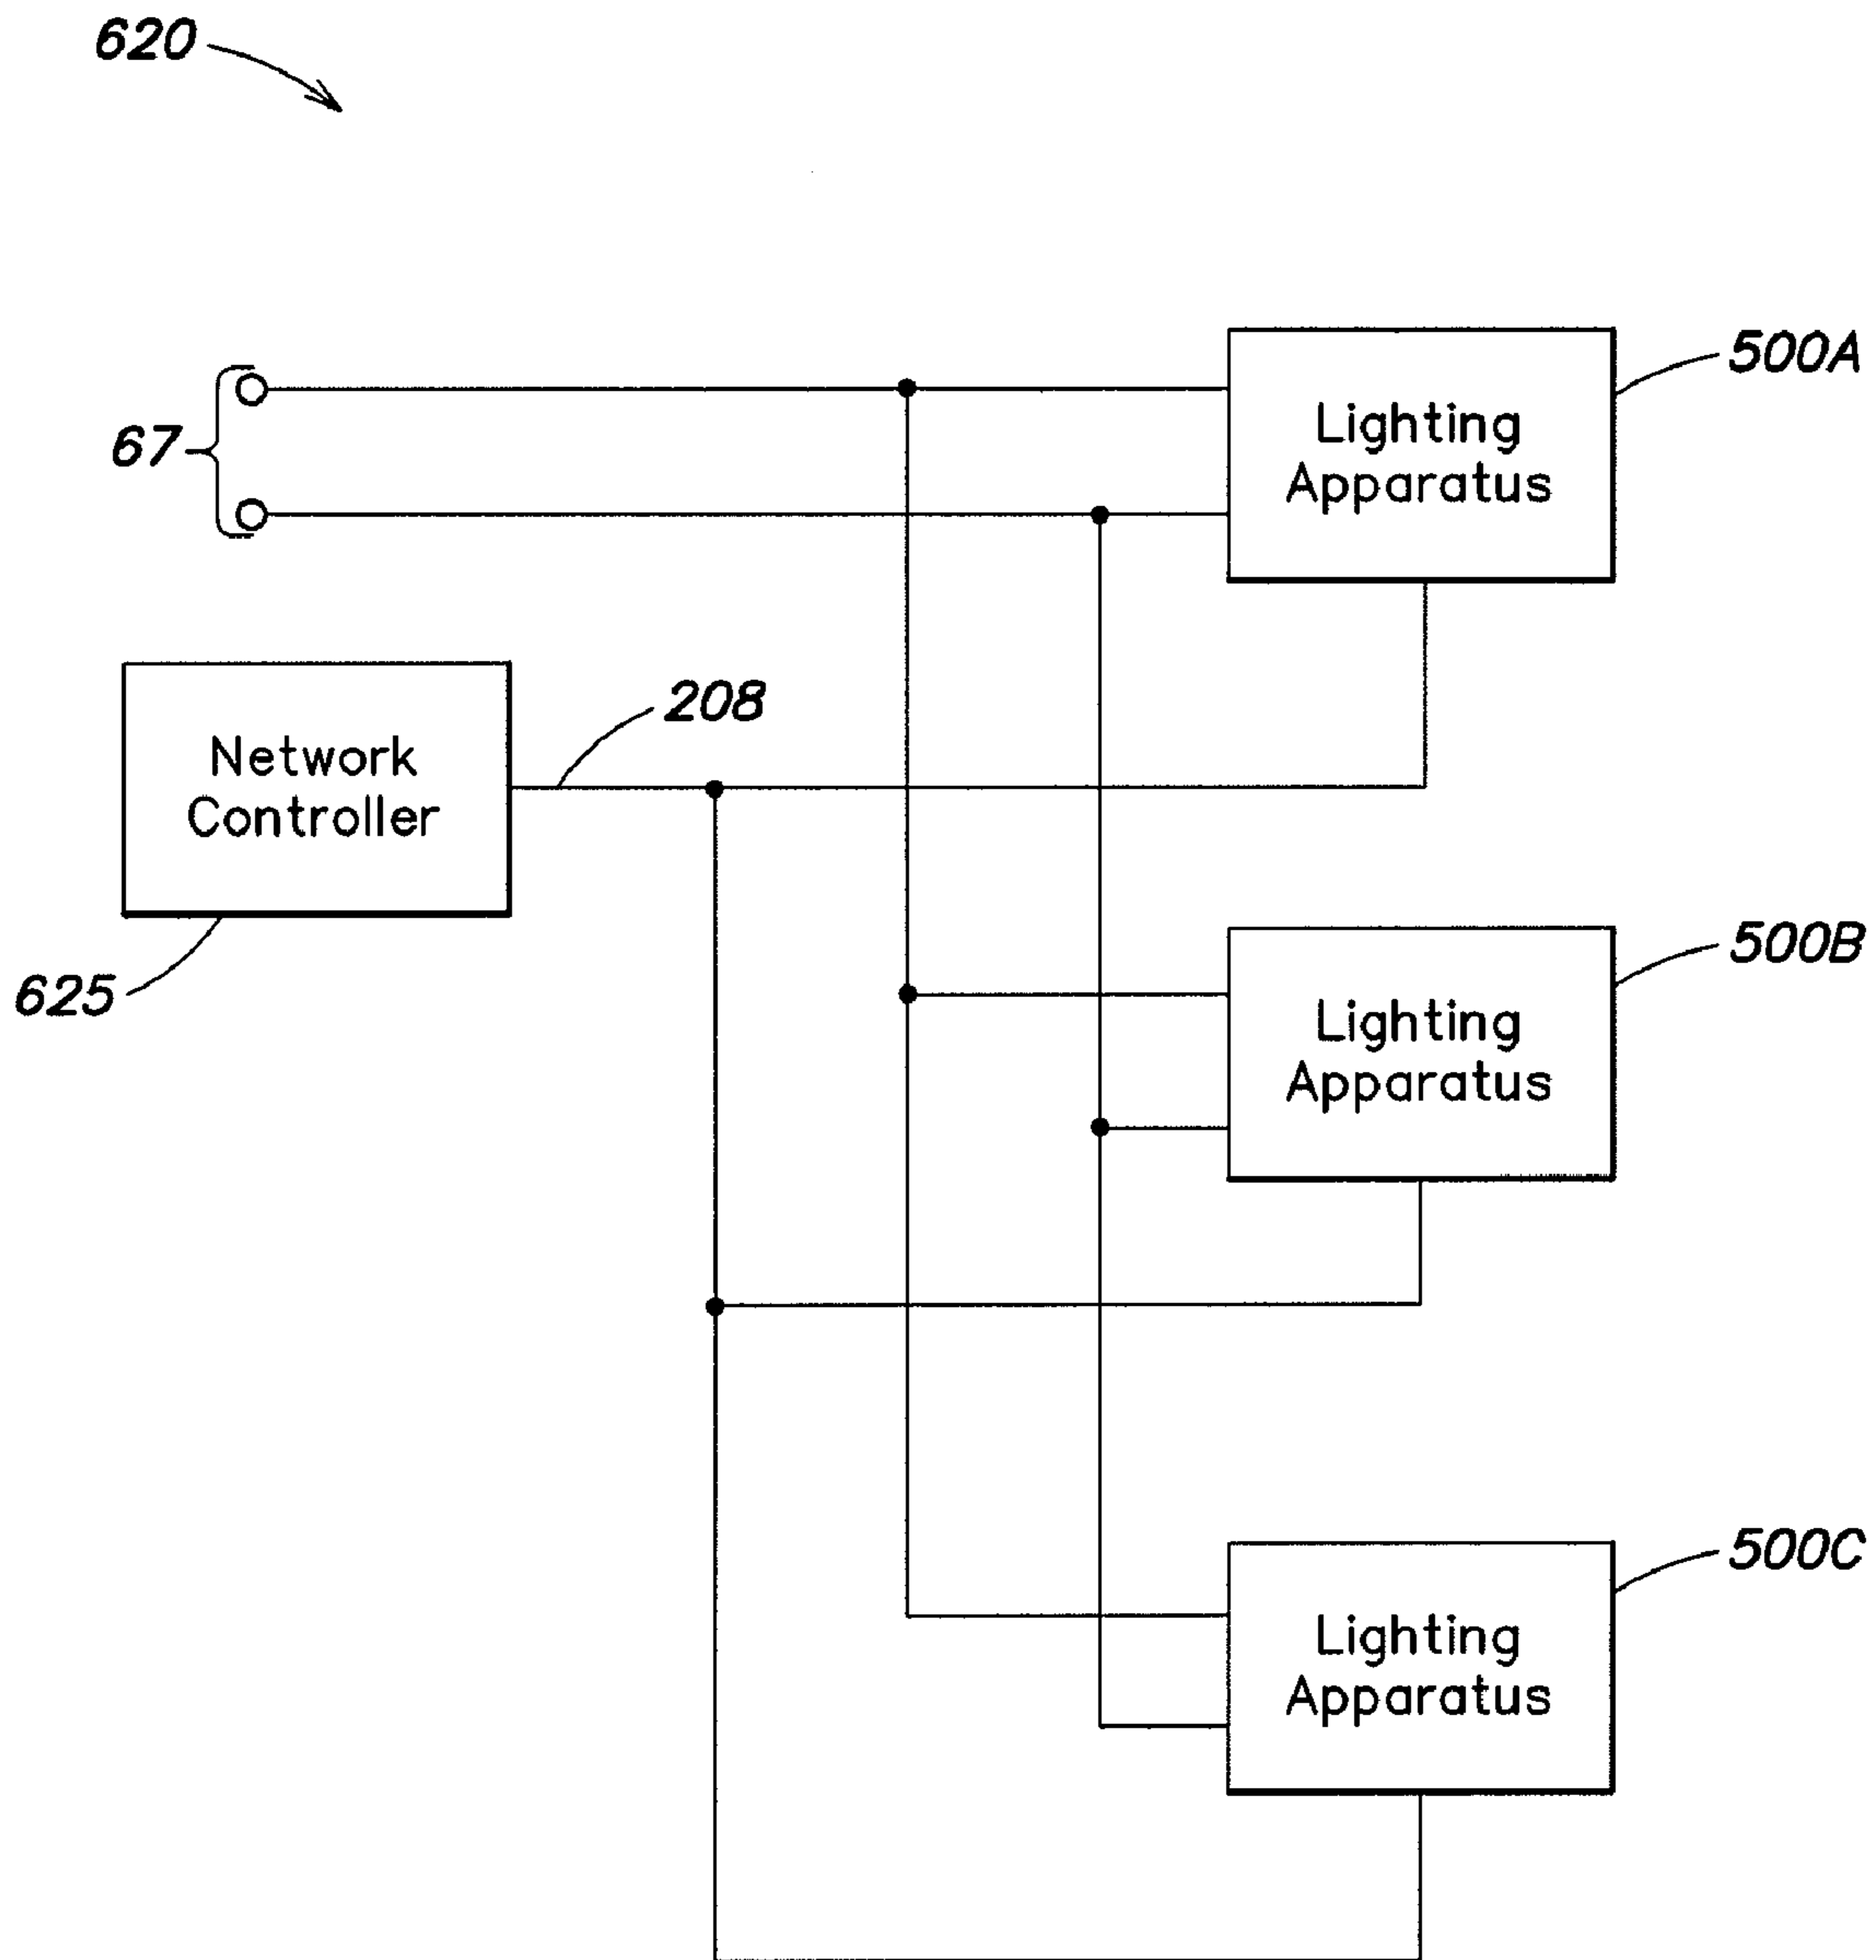 620
500A
Lighting
Apparatus
67
208
Network
Controller
625
500B
Lighting
Apparatus
500C
Lighting
Apparatus